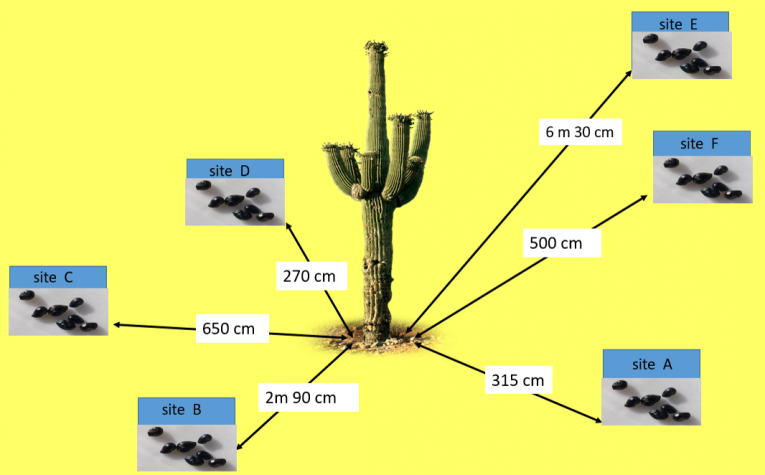 site E
6 m 30 cm
site F
site D
500 cm
270 cm
site C
650 cm
site A
315 cm
2m 90 cm
site B